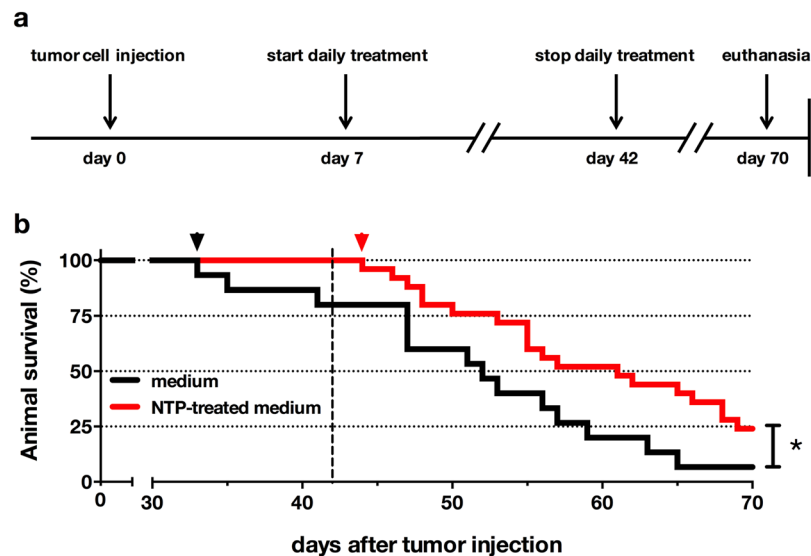 a
tumor cell injection start daily treatment stop daily treatment euthanasia
day 0 day 7 day 42 day 70
b
100
75
50
25
0
Animal survival (%)
medium
NTP-treated medium
*
0 30 40 50 60 70
days after tumor injection